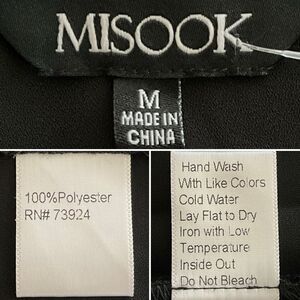 MISOOK
M
MADE IN
CHINA
100%Polyester
RN# 73924
Hand Wash
With Like Colors
Cold Water
Lay Flat to Dry
Iron with Low
Temperature
Inside Out
Do Not Bleach